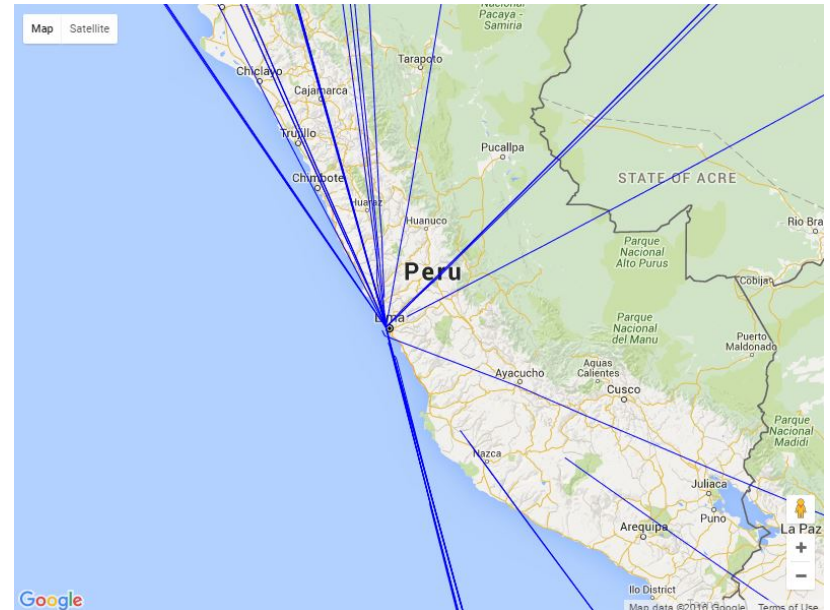 Map Satellite
Pacaya -
Samiria
Tarapoto
Chiclayo
Cajamarca
Trujillo
Pucallpa
Chimbote
STATE OF ACRE
Huaraz
Huanuco
Rio Bra
Parque
Nacional
Alto Purus
Peru
Cobija
Lima
Parque
Nacional
del Manu
Puerto
Maldonado
Ayacucho
Aguas
Calientes
Cusco
Parque
Nacional
Madidi
Nazca
Juliaca
Puno
La Paz
Arequipa
Ilo District
Google
Map data ©2016 Google Terms of Use